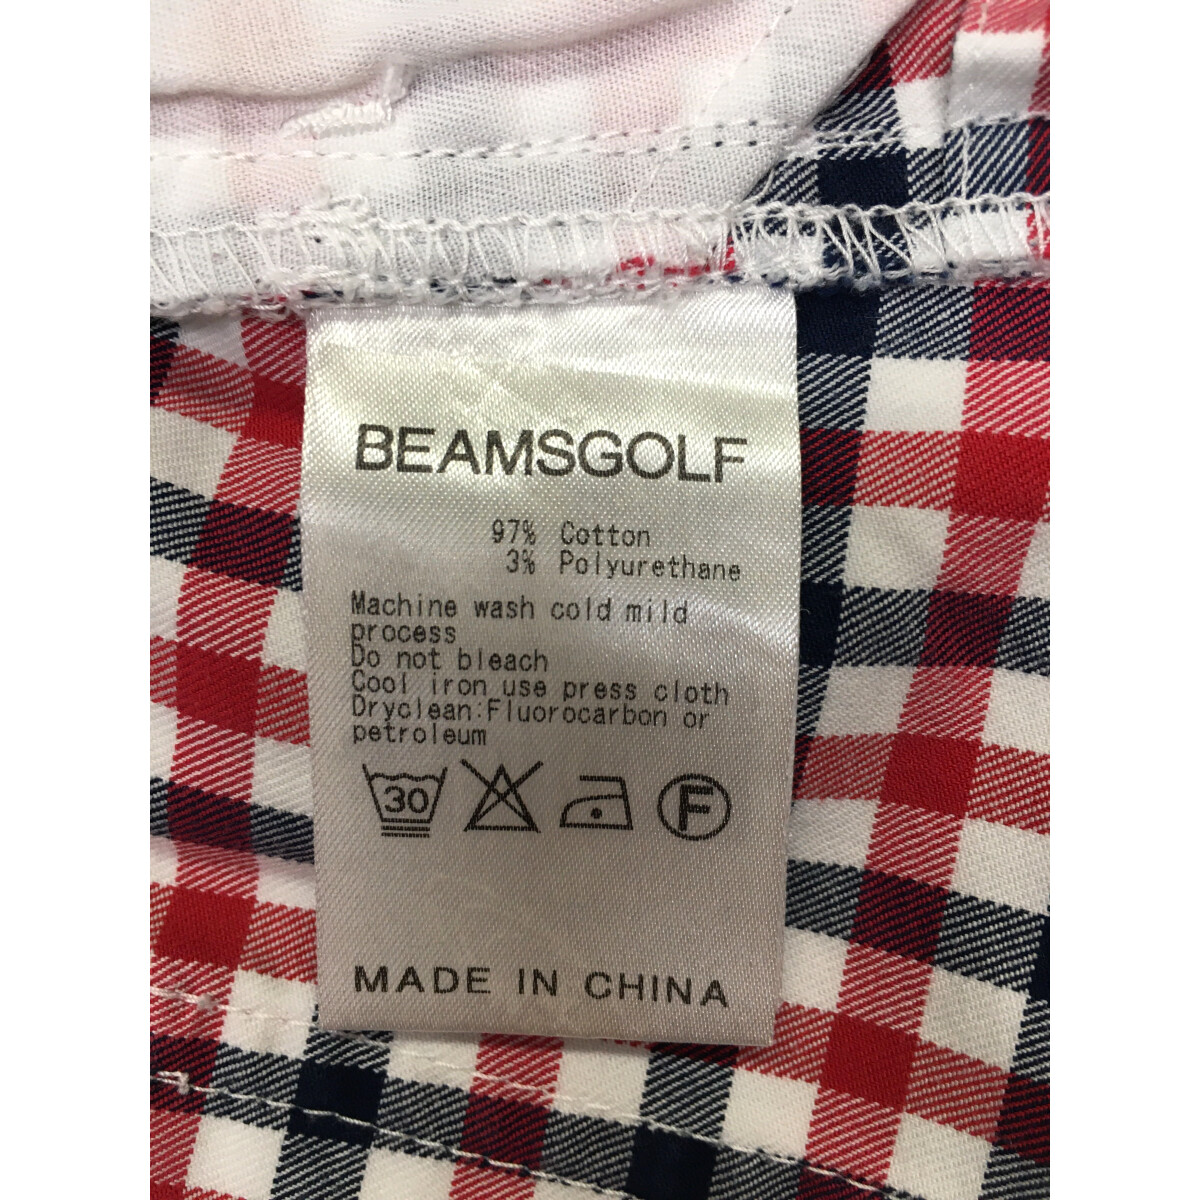 BEAMSGOLF
97% Cotton
3% Polyurethane
Machine wash cold mild
process
Do not bleach
Cool iron use press cloth
Dryclean:Fluorocarbon or
petroleum
30
F
MADE IN CHINA